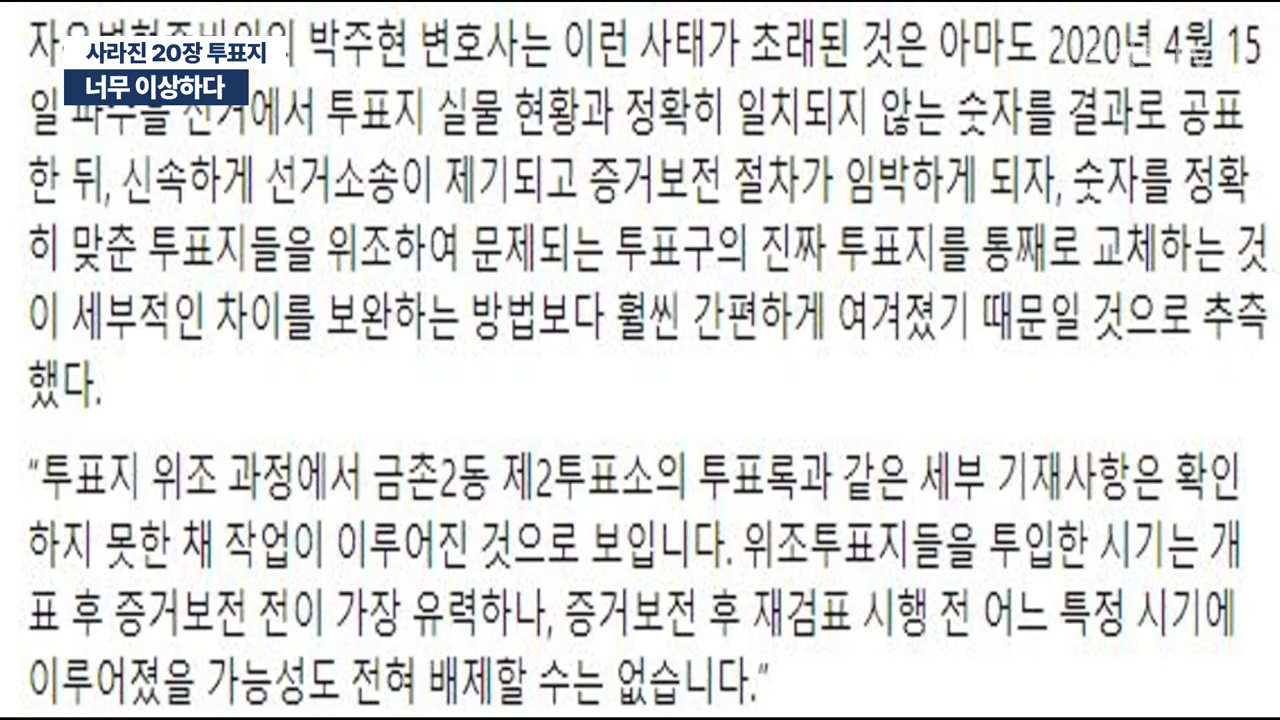 사라진 20장 투표지
너무 이상하다
박주현 변호사는 이런 사태가 초래된 것은 아마도 2020년 4월 15
일 파주을 선거에서 투표지 실물 현황과 정확히 일치되지 않는 숫자를 결과로 공표
한 뒤, 신속하게 선거소송이 제기되고 증거보전 절차가 임박하게 되자, 숫자를 정확
히 맞춘 투표지들을 위조하여 문제되는 투표구의 진짜 투표지를 통째로 교체하는 것
이 세부적인 차이를 보완하는 방법보다 훨씬 간편하게 여겨졌기 때문일 것으로 추측
했다.
“투표지 위조 과정에서 금촌2동 제2투표소의 투표록과 같은 세부 기재사항은 확인
하지 못한 채 작업이 이루어진 것으로 보입니다. 위조투표지들을 투입한 시기는 개
표 후 증거보전 전이 가장 유력하나, 증거보전 후 재검표 시행 전 어느 특정 시기에
이루어졌을 가능성도 전혀 배제할 수는 없습니다.”